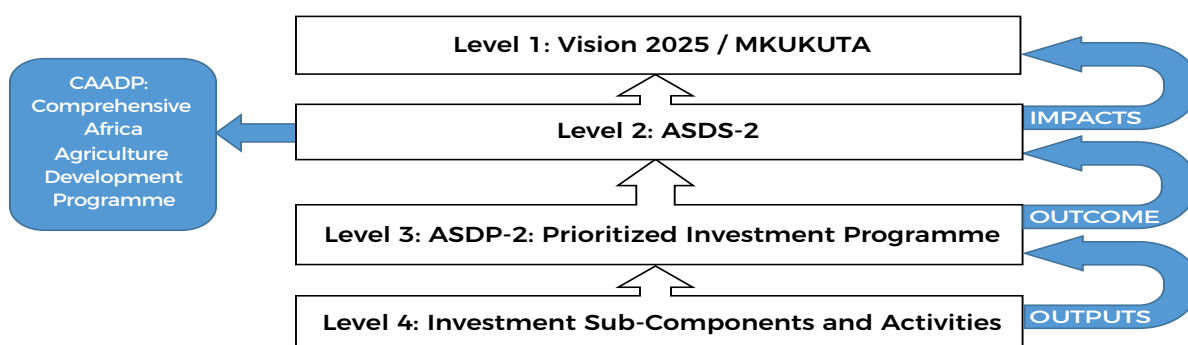 Level 1: Vision 2025 / MKUKUTA
CAADP:
Comprehensive
Africa
Agriculture
Development
Programme
IMPACTS
Level 2: ASDS-2
OUTCOME
Level 3: ASDP-2: Prioritized Investment Programme
Level 4: Investment Sub-Components and Activities
OUTPUTS